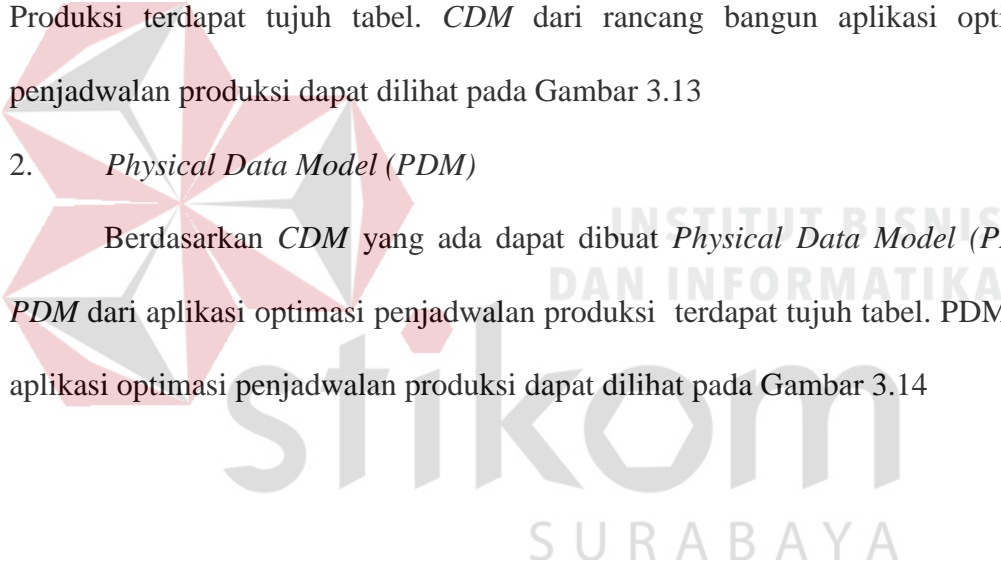 Produksi terdapat tujuh tabel. CDM dari rancang bangun aplikasi
penjadwalan produksi dapat dilihat pada Gambar 3.13
2. Physical Data Model (PDM)
INSTITUT BISNIS
Berdasarkan CDM yang ada dapat dibuat Physical Data Model
DAN INFORMATIKA
PDM dari aplikasi optimasi penjadwalan produksi terdapat tujuh tabel. PDM
aplikasi optimasi penjadwalan produksi dapat dilihat pada Gambar 3.14
stikom
SURABAYA